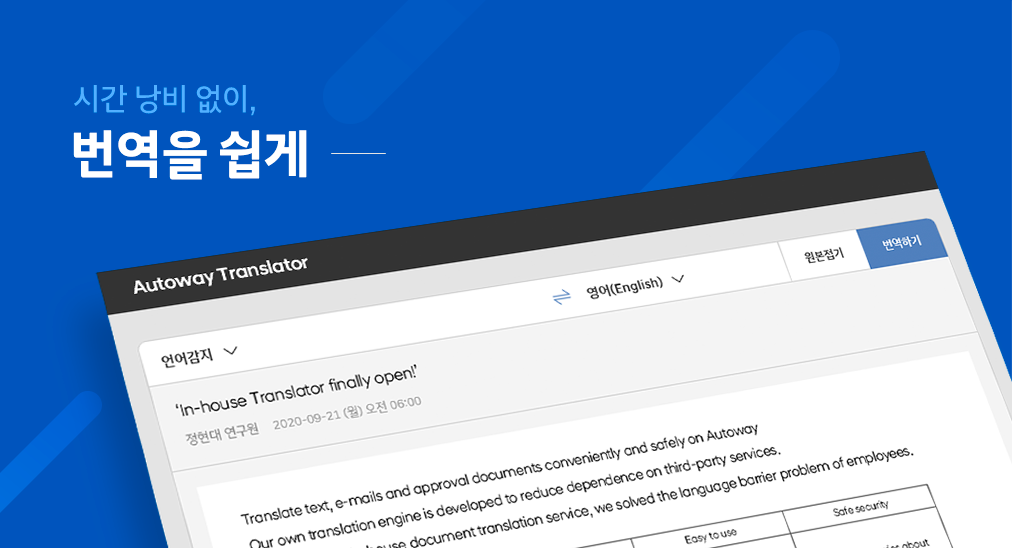 시간 낭비 없이,
번역을 쉽게
Autoway Translator
언어감지
영어(English)
원본접기
번역하기
‘In-house Translator finally open!’
정현대 연구원 2020-09-21 (월) 오전 06:00
Translate text, e-mails and approval documents conveniently and safely on Autoway
Our own translation engine is developed to reduce dependence on third-party services.
document translation service, we solved the language barrier problem of employees.
Easy to use
Safe security
about